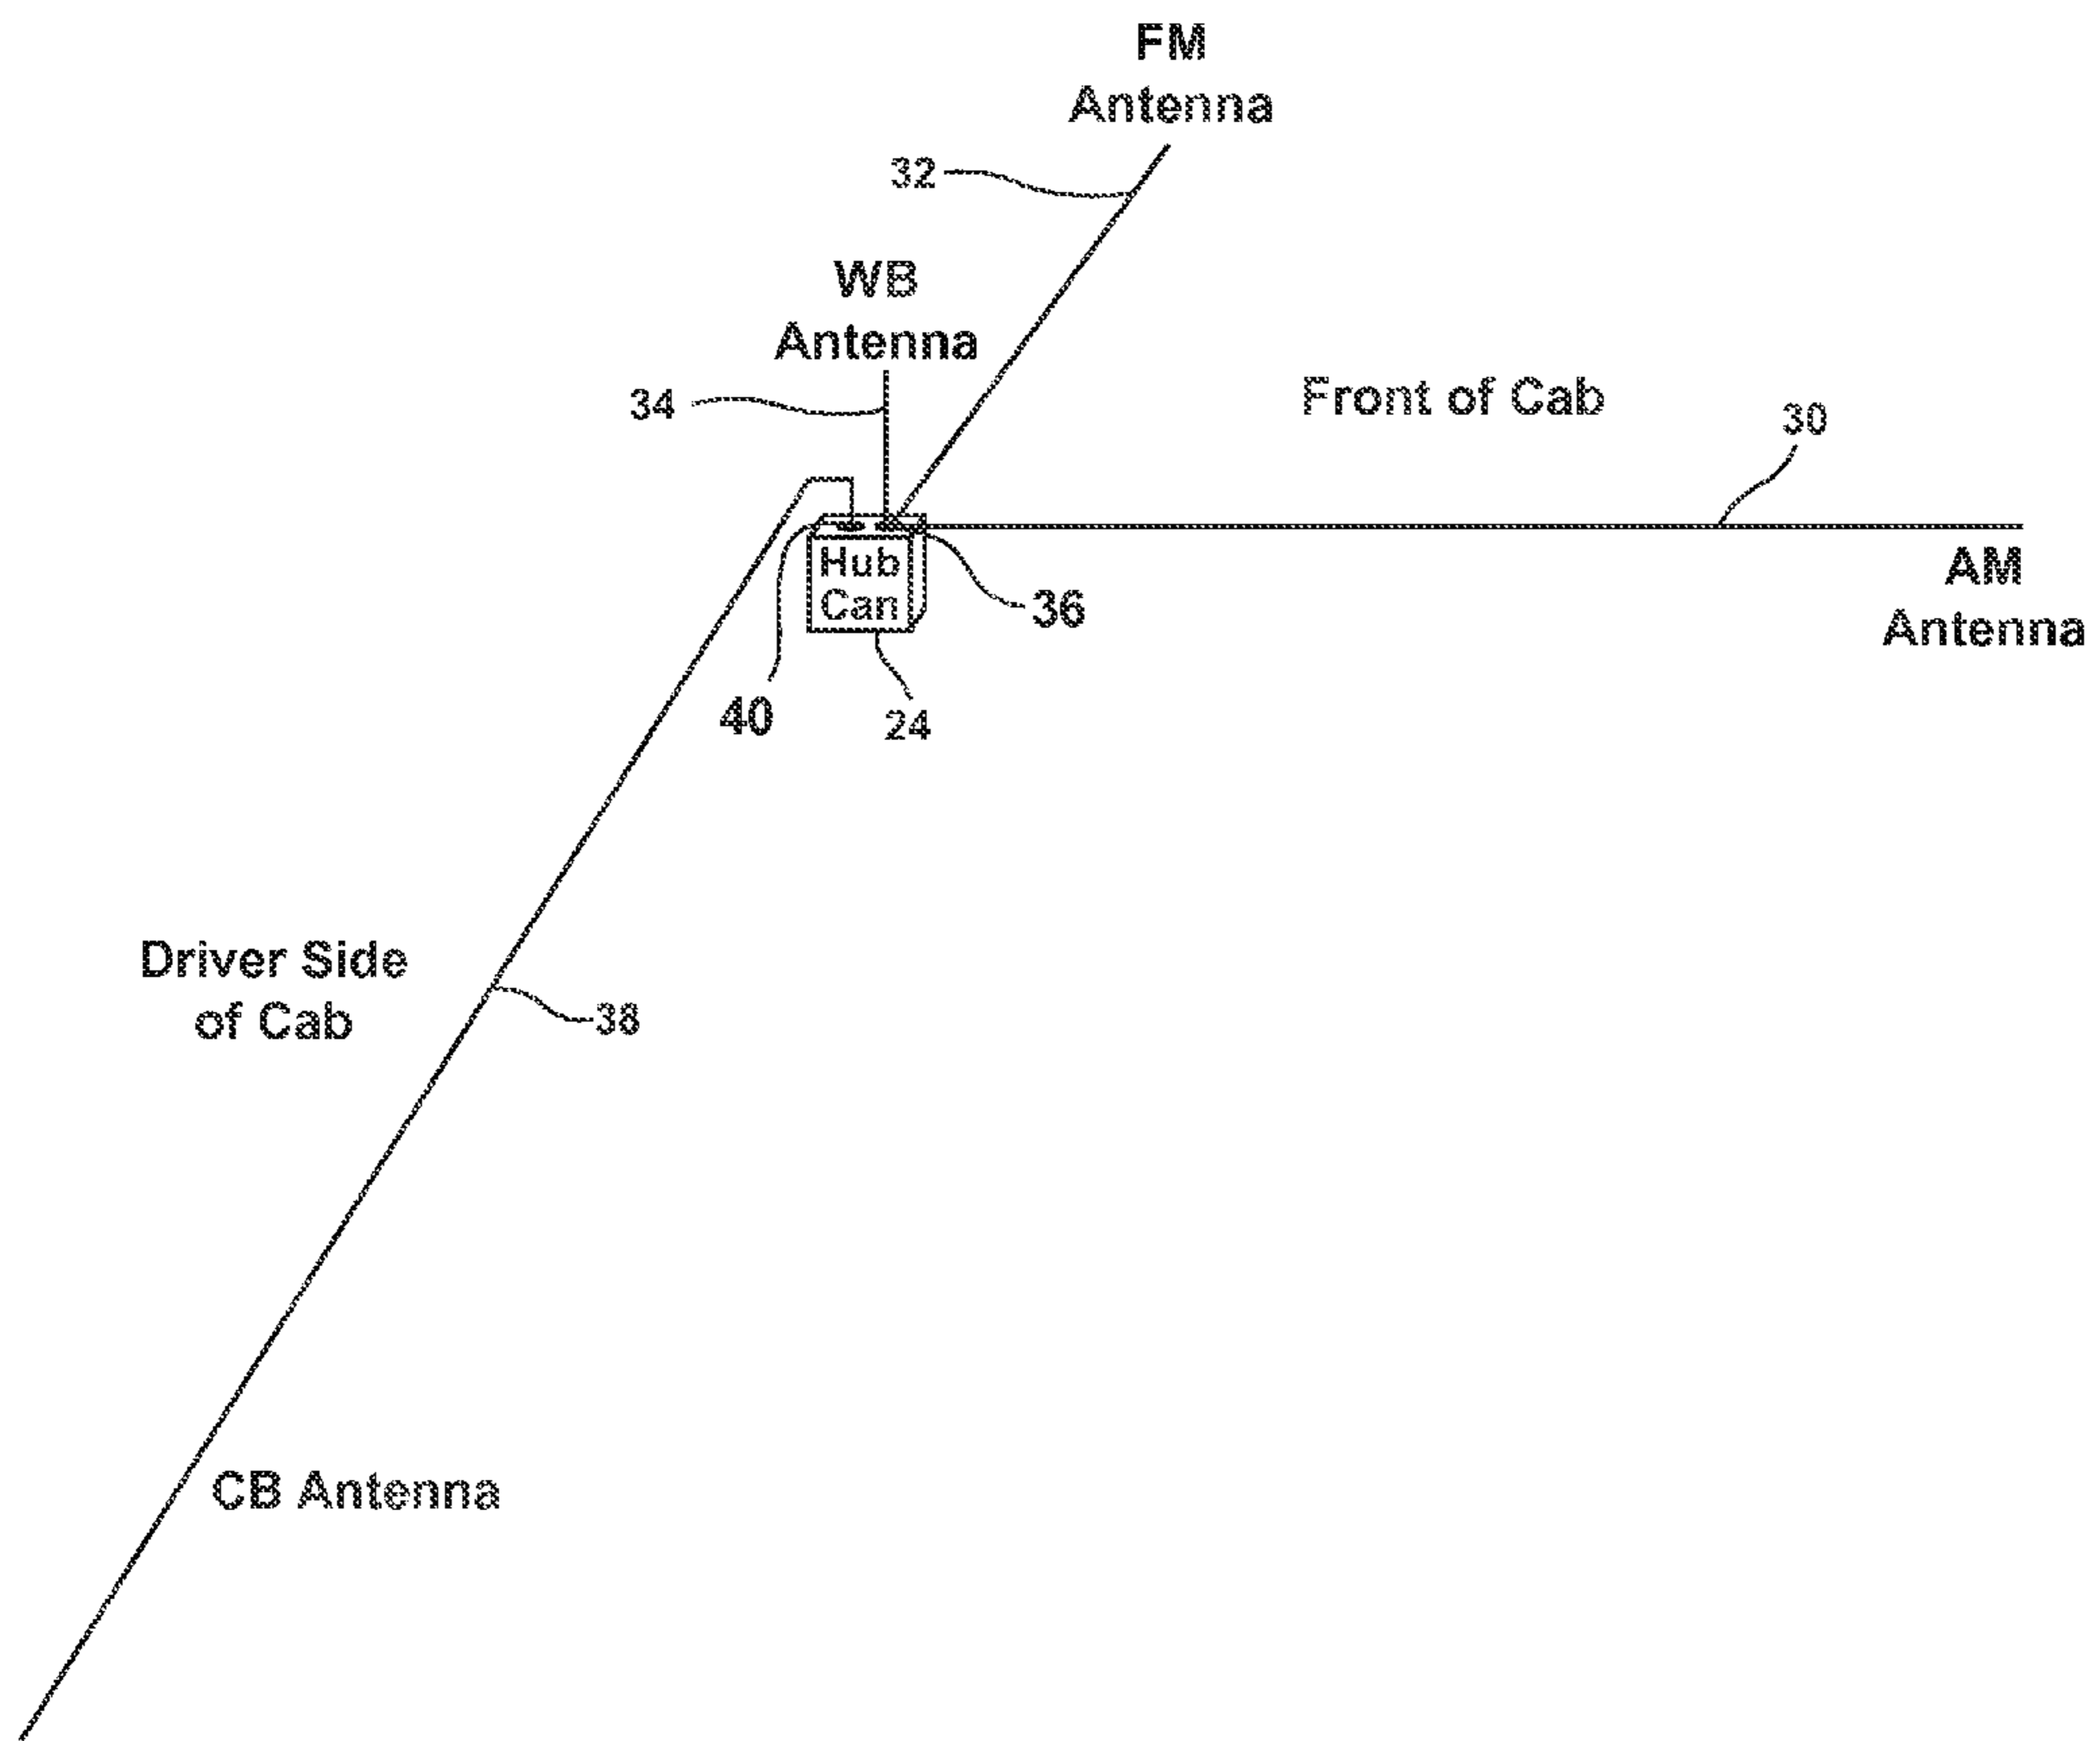 FM
Antenna
32
WB
Antenna
34
Front of Cab
30
Hub
Can
36
AM
Antenna
40
24
Driver Side
of Cab
38
CB Antenna